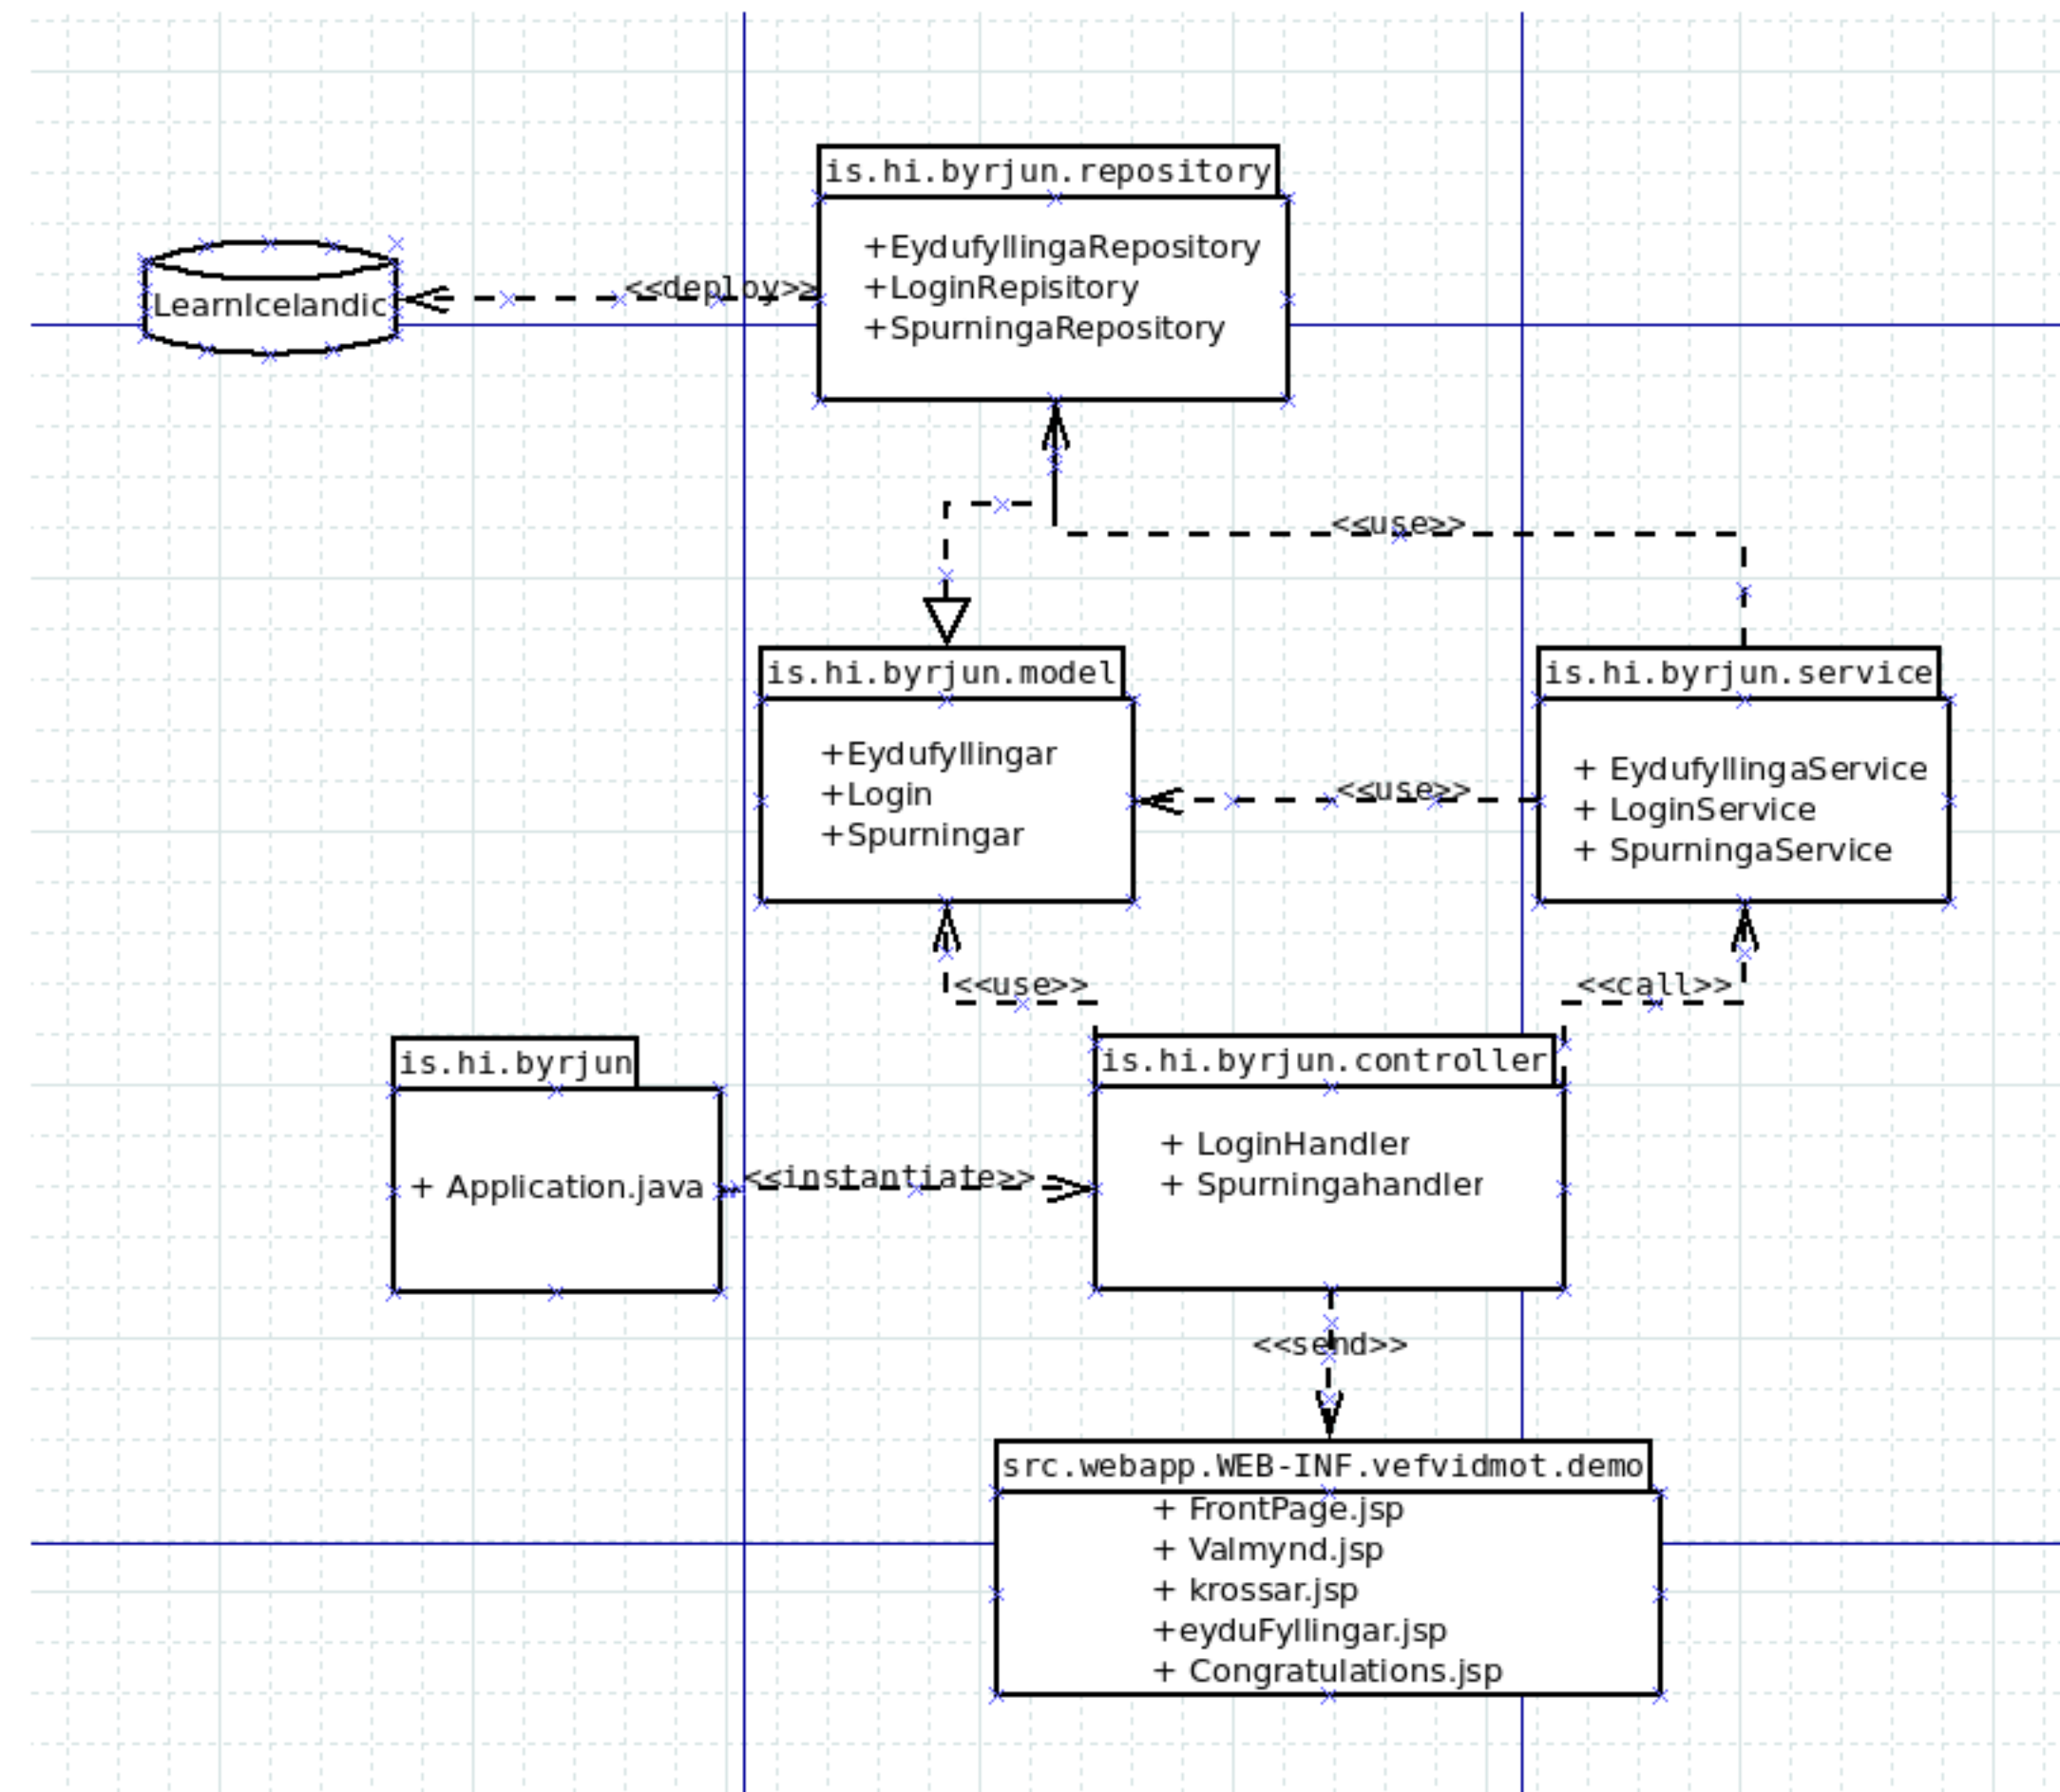 is.hi.byrjun.repository
+EydufyllingaRepository
+LoginRepisitory
+SpurningaRepository
LearnIcelandic
<<deploy>>
<<use>>
is.hi.byrjun.model
+Eydufyllingar
+Login
+Spurningar
<<use>>
is.hi.byrjun.service
+ EydufyllingaService
+ LoginService
+ SpurningaService
<<use>>
<<call>>
is.hi.byrjun
+ Application.java
<<instantiate>>
is.hi.byrjun.controller
+ LoginHandler
+ Spurningahandler
<<send>>
src.webapp.WEB-INF.vefvidmot.demo
+ FrontPage.jsp
+ Valmynd.jsp
+ krossar.jsp
+eyduFyllingar.jsp
+ Congratulations.jsp